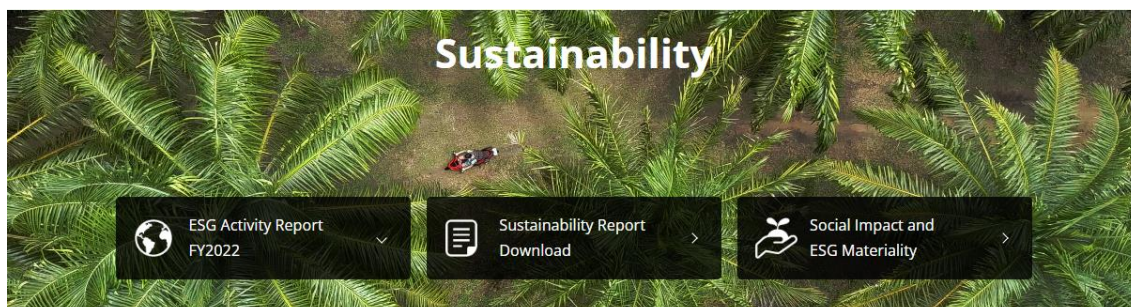 Sustainability
ESG Activity Report
FY2022
Sustainability Report
Download
Social Impact and
ESG Materiality